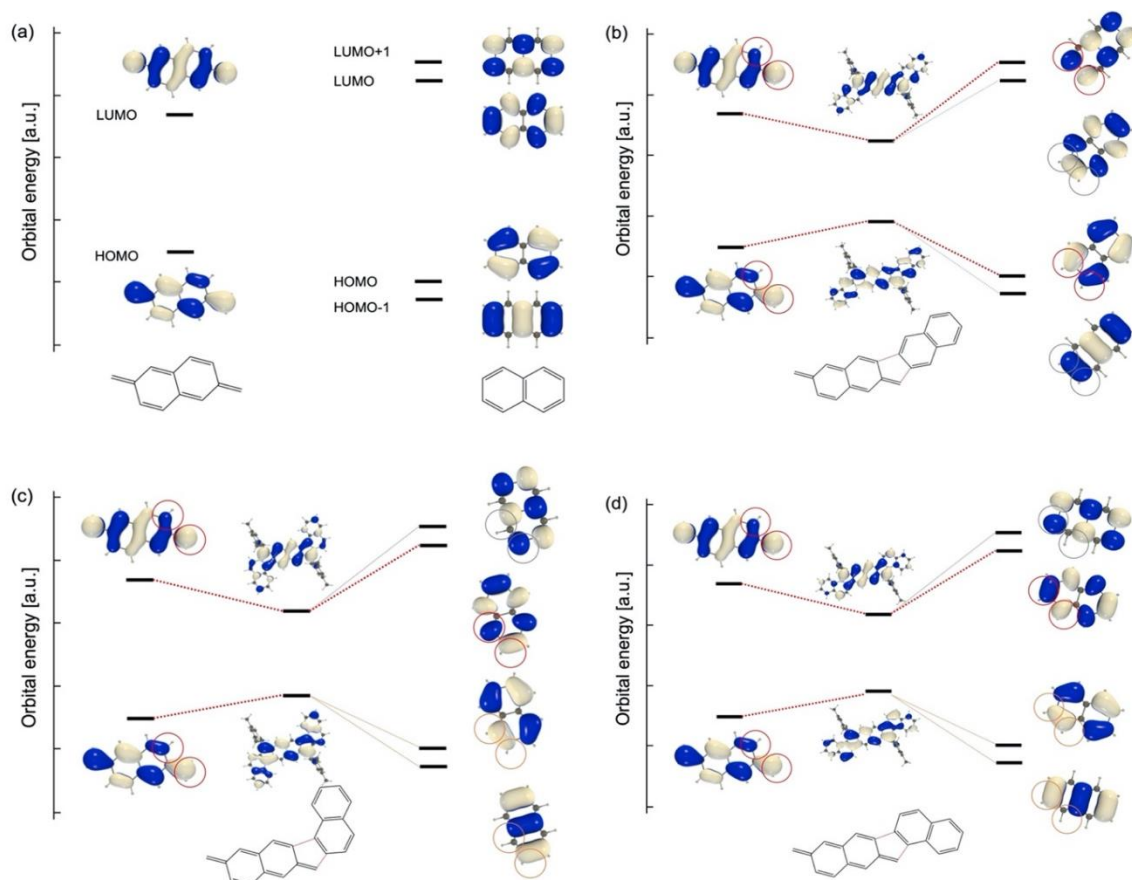 (a)
Orbital energy [a.u.]
LUMO
HOMO
LUMO+1
LUMO
HOMO
HOMO-1
(b)
Orbital energy [a.u.]
(c)
Orbital energy [a.u.]
(d)
Orbital energy [a.u.]